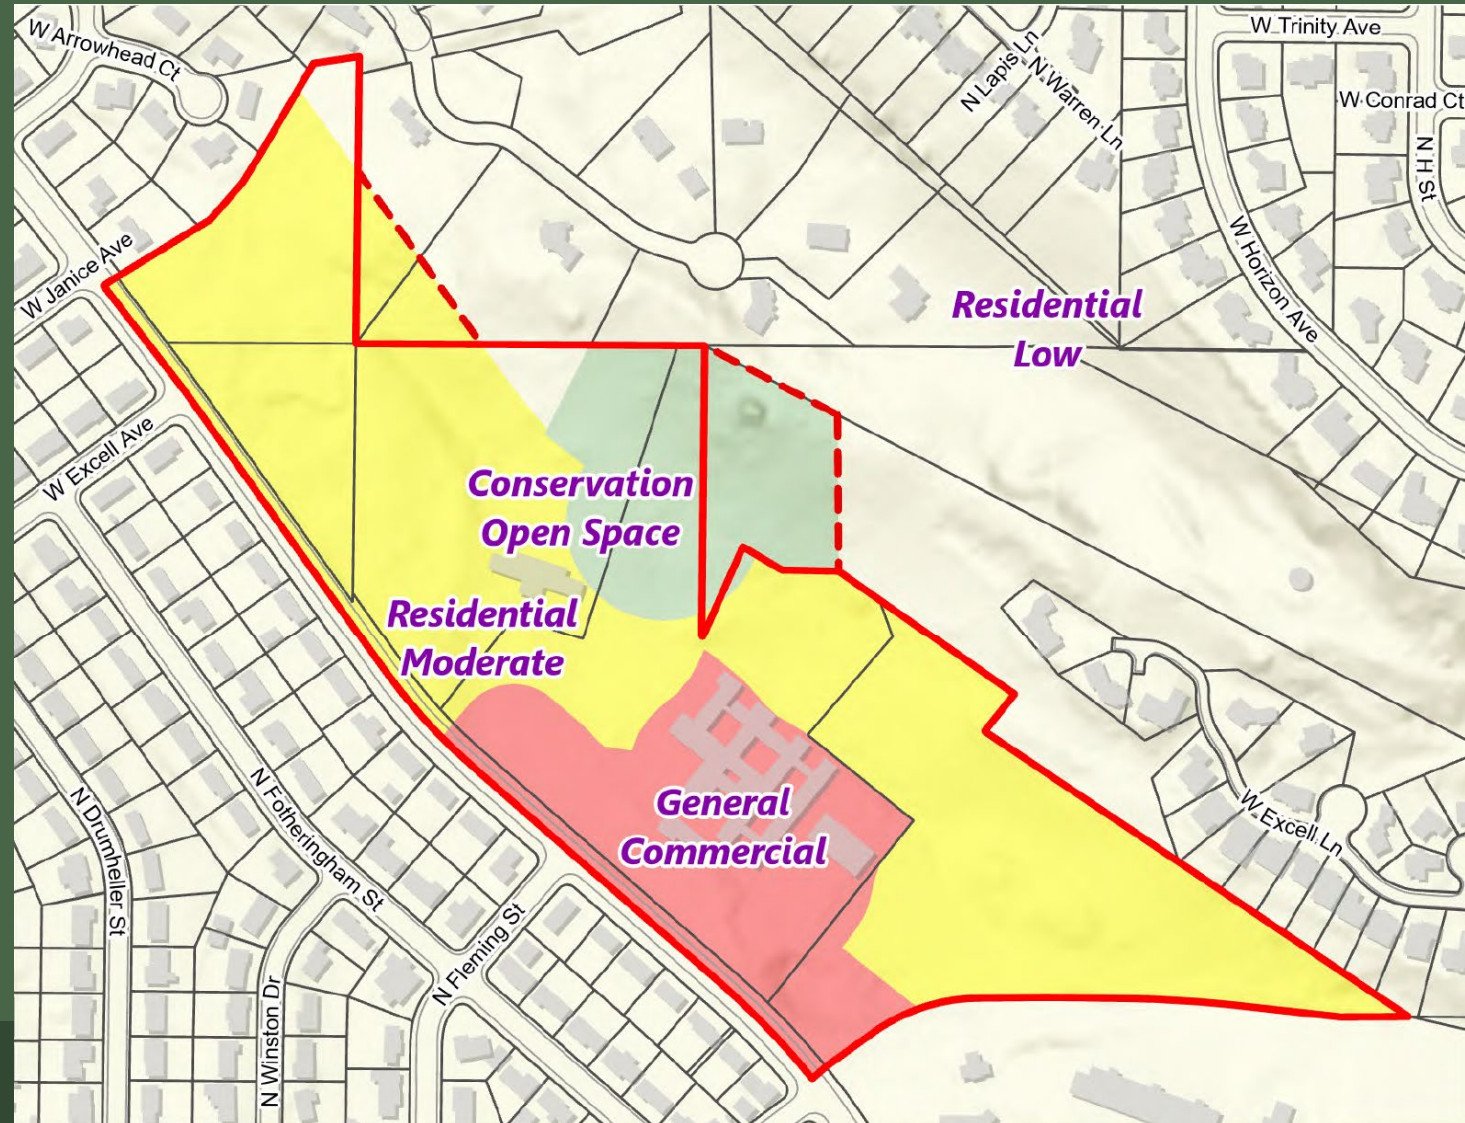 W Arrowhead Ct
W Trinity Ave
N Lapis Ln
N Warren Ln
W Conrad Ct
N H St
W Janice Ave
W Horizon Ave
Residential
Low
W Excell Ave
Conservation
Open Space
Residential
Moderate
N Drumheller St
N Fotheringham St
General
Commercial
W Excell Ln
N Fleming St
N Winston Dr